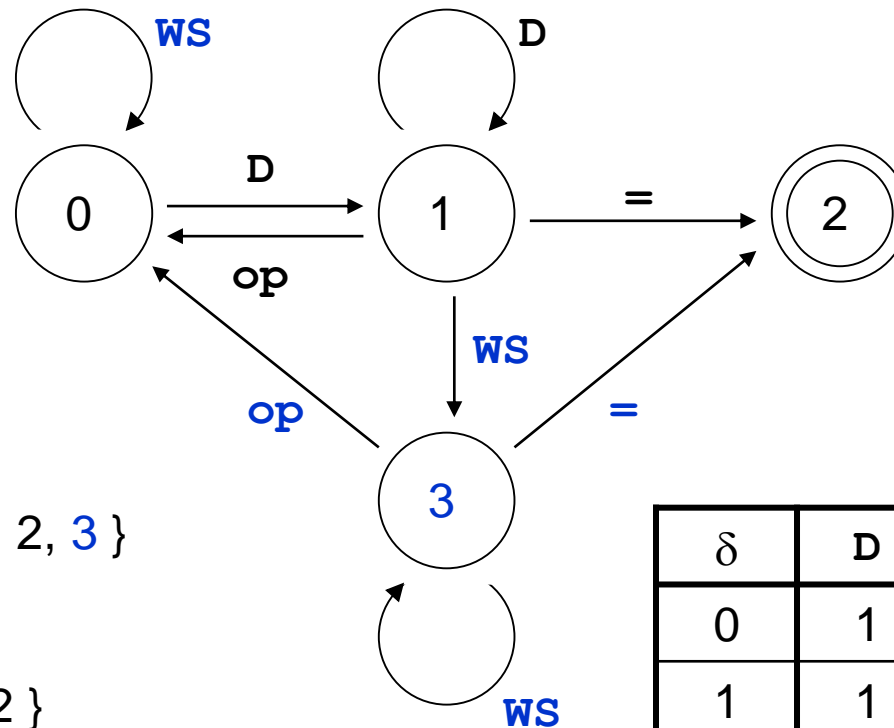 WS D
D
0 1 = 2
op
WS
op =
3
2, 3 }
δ D
0 1
1 1
2 }
WS